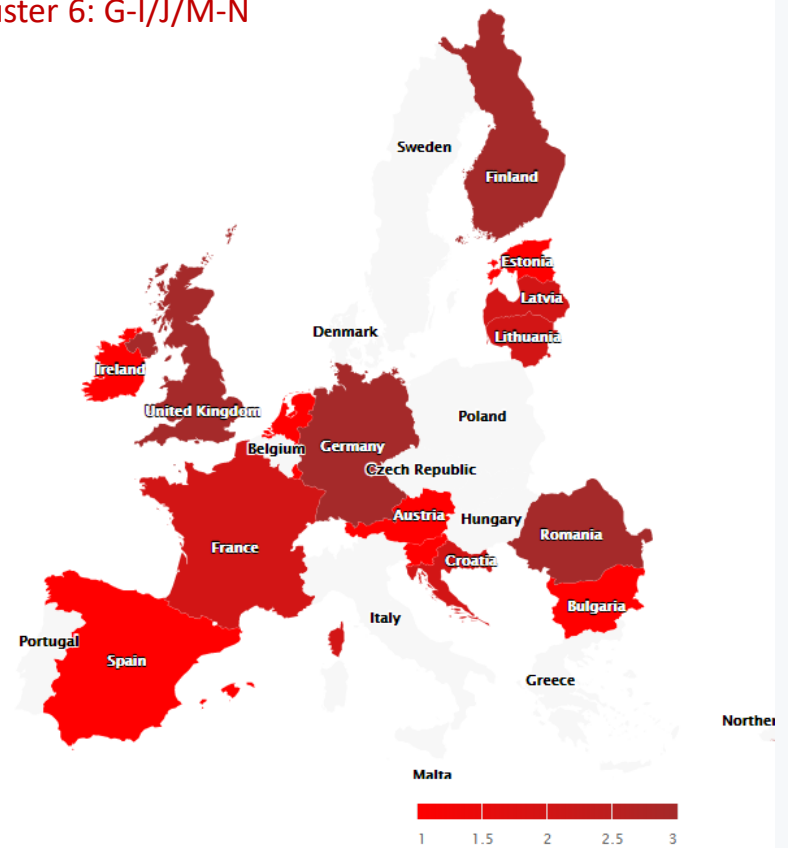 uster 6: G-I/J/M-N
Sweden
Finland
Estonia
Latvia
Denmark
Lithuania
Ireland
United Kingdom
Poland
Belgium
Germany
Czech Republic
Austria
Hungary
Romania
France
Croatia
Bulgaria
Italy
Portugal
Spain
Greece
Norther
Malta
1 1.5 2 2.5 3